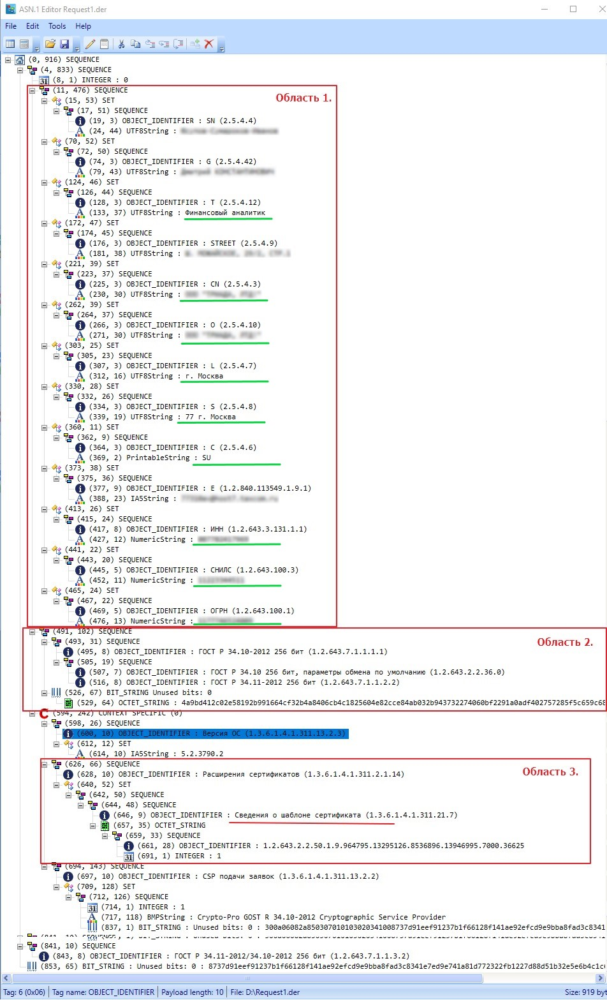 ASN.1 Editor Request1.der
File Edit Tools Help
(0, 916) SEQUENCE
(4, 833) SEQUENCE
(8, 1) INTEGER : 0
(11, 476) SEQUENCE
Область 1.
(15, 53) SET
(17, 51) SEQUENCE
(19, 3) OBJECT_IDENTIFIER : SN (2.5.4.4)
(24, 44) UTF8String :
(70, 52) SET
(72, 50) SEQUENCE
(74, 3) OBJECT_IDENTIFIER : G (2.5.4.42)
(79, 43) UTF8String :
(124, 46) SET
(126, 44) SEQUENCE
(128, 3) OBJECT_IDENTIFIER : T (2.5.4.12)
(133, 37) UTF8String : Финансовый аналитик
(172, 47) SET
(174, 45) SEQUENCE
(176, 3) OBJECT_IDENTIFIER : STREET (2.5.4.9)
(181, 38) UTF8String :
(221, 39) SET
(223, 37) SEQUENCE
(225, 3) OBJECT_IDENTIFIER : CN (2.5.4.3)
(230, 30) UTF8String :
(262, 39) SET
(264, 37) SEQUENCE
(266, 3) OBJECT_IDENTIFIER : O (2.5.4.10)
(271, 30) UTF8String :
(303, 25) SET
(305, 23) SEQUENCE
(307, 3) OBJECT_IDENTIFIER : L (2.5.4.7)
(312, 16) UTF8String : г. Москва
(330, 28) SET
(332, 26) SEQUENCE
(334, 3) OBJECT_IDENTIFIER : S (2.5.4.8)
(339, 19) UTF8String : 77 г. Москва
(360, 11) SET
(362, 9) SEQUENCE
(364, 3) OBJECT_IDENTIFIER : C (2.5.4.6)
(369, 2) PrintableString : SU
(373, 38) SET
(375, 36) SEQUENCE
(377, 9) OBJECT_IDENTIFIER : E (1.2.840.113549.1.9.1)
(388, 23) IA5String :
(413, 26) SET
(415, 24) SEQUENCE
(417, 8) OBJECT_IDENTIFIER : ИНН (1.2.643.3.131.1.1)
(427, 12) NumericString :
(441, 22) SET
(443, 20) SEQUENCE
(445, 5) OBJECT_IDENTIFIER : СНИЛС (1.2.643.100.3)
(452, 11) NumericString :
(465, 24) SET
(467, 22) SEQUENCE
(469, 5) OBJECT_IDENTIFIER : ОГРН (1.2.643.100.1)
(476, 13) NumericString :
(491, 102) SEQUENCE
(493, 31) SEQUENCE
Область 2.
(495, 8) OBJECT_IDENTIFIER : ГОСТ Р 34.10-2012 256 бит (1.2.643.7.1.1.1.1)
(505, 19) SEQUENCE
(507, 7) OBJECT_IDENTIFIER : ГОСТ Р 34.10 256 бит, параметры обмена по умолчанию (1.2.643.2.2.36.0)
(516, 8) OBJECT_IDENTIFIER : ГОСТ Р 34.11-2012 256 бит (1.2.643.7.1.1.2.2)
(526, 67) BIT_STRING Unused bits: 0
(529, 64) OCTET_STRING : 4a9bd412c02e58192b991664cf32b4a8406cb4c1825604e82cce84ab032b943732274060bf2291a0adf402757285f5c659c68
(594, 242) CONTEXT SPECIFIC (0)
(598, 26) SEQUENCE
(600, 10) OBJECT_IDENTIFIER : Версия ОС (1.3.6.1.4.1.311.13.2.3)
(612, 12) SET
(614, 10) IA5String : 5.2.3790.2
(626, 66) SEQUENCE
Область 3.
(628, 10) OBJECT_IDENTIFIER : Расширения сертификатов (1.3.6.1.4.1.311.2.1.14)
(640, 52) SET
(642, 50) SEQUENCE
(644, 48) SEQUENCE
(646, 9) OBJECT_IDENTIFIER : Сведения о шаблоне сертификата (1.3.6.1.4.1.311.21.7)
(657, 35) OCTET_STRING
(659, 33) SEQUENCE
(661, 28) OBJECT_IDENTIFIER : 1.2.643.2.2.50.1.9.964795.13295126.8536896.13946995.7000.36625
(691, 1) INTEGER : 1
(694, 143) SEQUENCE
(697, 10) OBJECT_IDENTIFIER : CSP подачи заявок (1.3.6.1.4.1.311.13.2.2)
(709, 128) SET
(712, 126) SEQUENCE
(714, 1) INTEGER : 1
(717, 118) BMPString : Crypto-Pro GOST R 34.10-2012 Cryptographic Service Provider
(837, 1) BIT_STRING : Unused bits: 0 : 300a06082a850307010103020341008737d91eef91237b1f66128f141ae92efcd9e9bba8fad3c8341
(841, 10) SEQUENCE
(843, 8) OBJECT_IDENTIFIER : ГОСТ Р 34.11-2012/34.10-2012 256 бит (1.2.643.7.1.1.3.2)
(853, 65) BIT_STRING : Unused bits: 0 : 8737d91eef91237b1f66128f141ae92efcd9e9bba8fad3c8341e7ed9e741a81d772322fb1227d88d51b32e5e6b4c1c
Tag: 6 (0x06) Tag name: OBJECT_IDENTIFIER Payload length: 10 File: D:\Request1.der Size: 919 byt